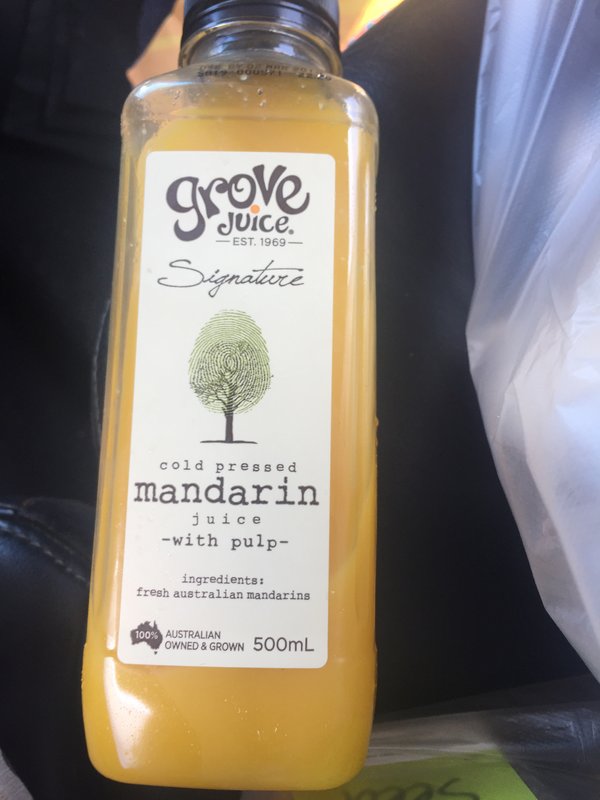 grove
Juice.
EST. 1969
Signature
cold pressed
mandarin
juice
-with pulp-
ingredients:
fresh australian mandarins
100% AUSTRALIAN
OWNED & GROWN 500mL